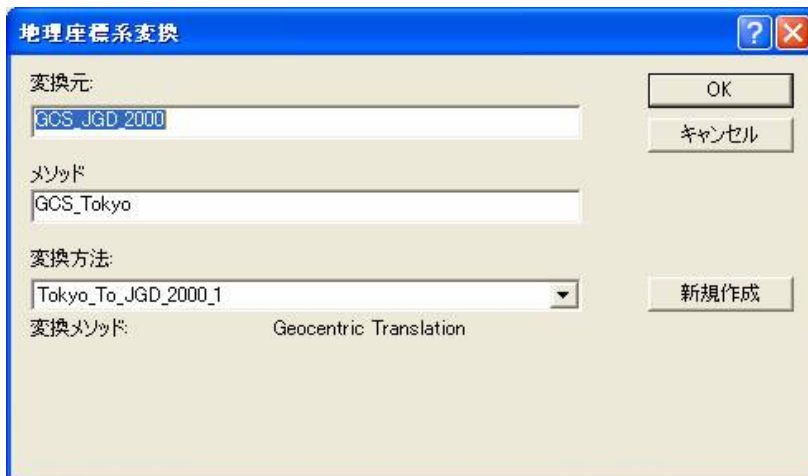 地理座標系変換
変換元:
GCS_JGD_2000
OK
キャンセル
メソッド
GCS_Tokyo
変換方法:
Tokyo_To_JGD_2000_1
新規作成
変換メソッド: Geocentric Translation